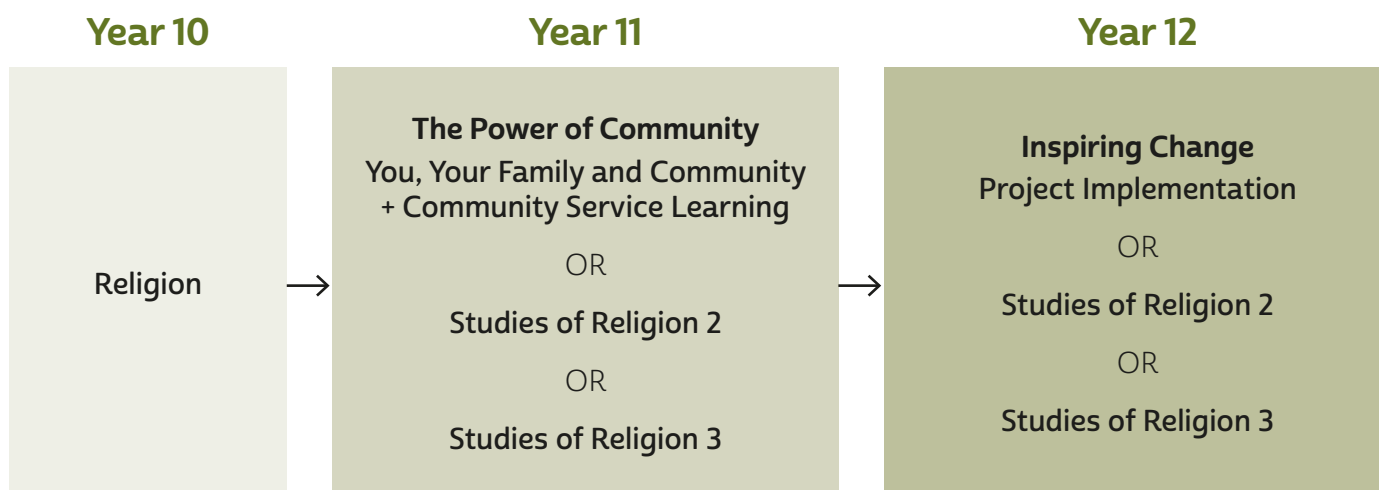 Year 10
Year 11
Year 12
Religion
The Power of Community
You, Your Family and Community
+ Community Service Learning
OR
Studies of Religion 2
OR
Studies of Religion 3
Inspiring Change
Project Implementation
OR
Studies of Religion 2
OR
Studies of Religion 3